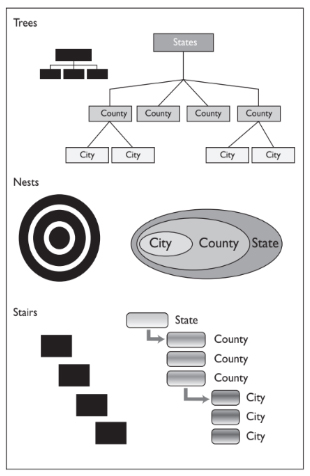 Trees
States
County County County County
City City City City
Nests
City County State
Stairs
State
County
County
County
City
City
City